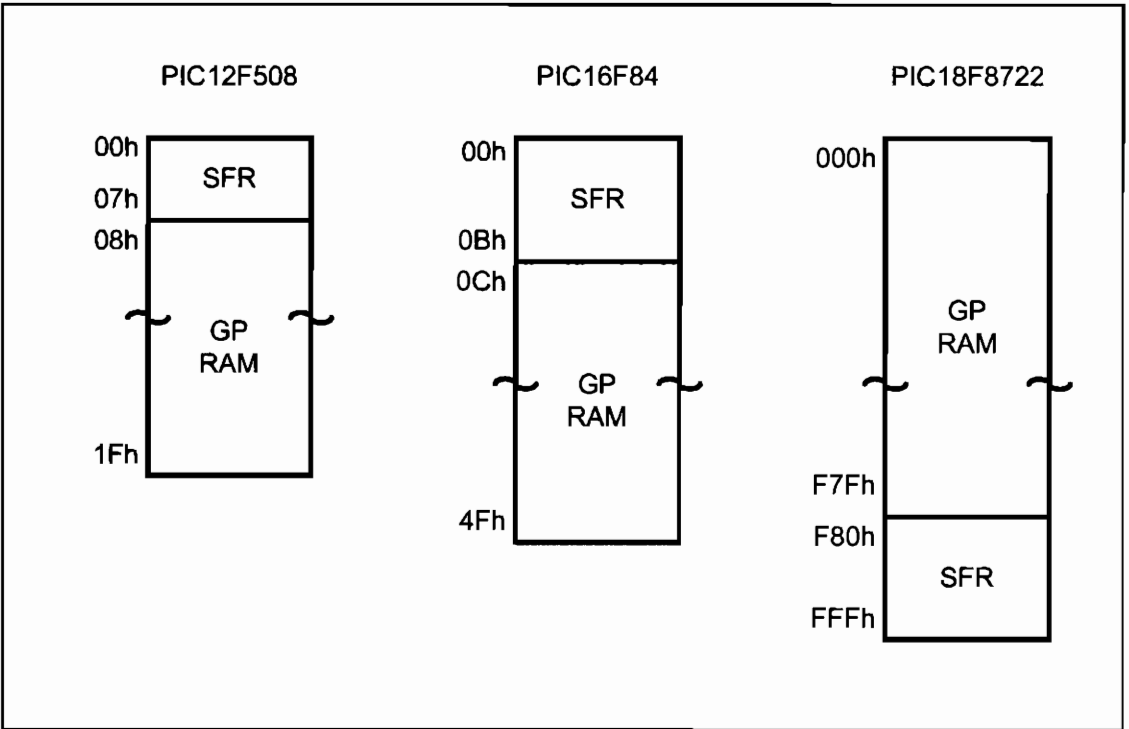 PIC12F508
00h
SFR
07h
08h
GP
RAM
1Fh
PIC16F84
00h
SFR
0Bh
0Ch
GP
RAM
4Fh
PIC18F8722
000h
GP
RAM
F7Fh
F80h
SFR
FFFh